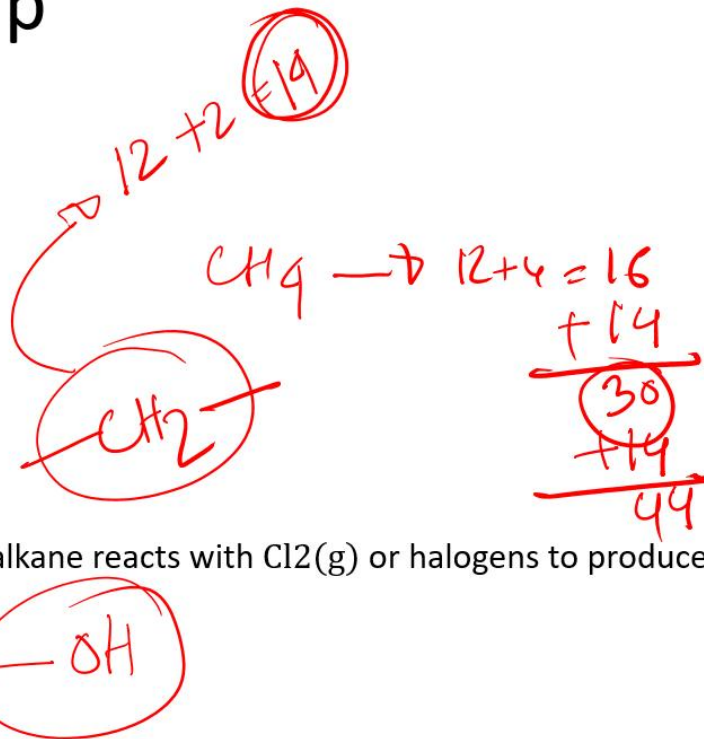 p
12 + 2 = 14
CH4 → 12+4 = 16
+14
30
+14
44
-CH2-
alkane reacts with Cl2(g) or halogens to produce
-OH